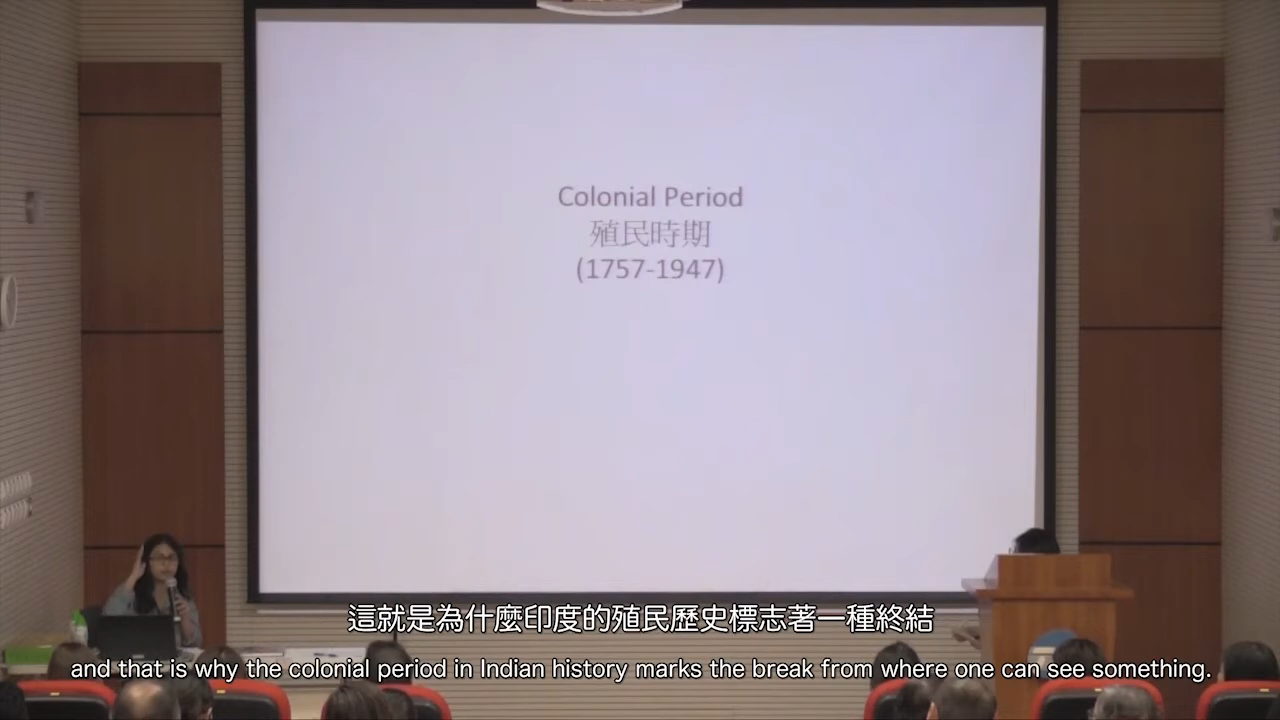 Colonial Period
殖民時期
(1757-1947)
這就是為什麼印度的殖民歷史標志著一種終結
and that is why the colonial period in Indian history marks the break from where one can see something.